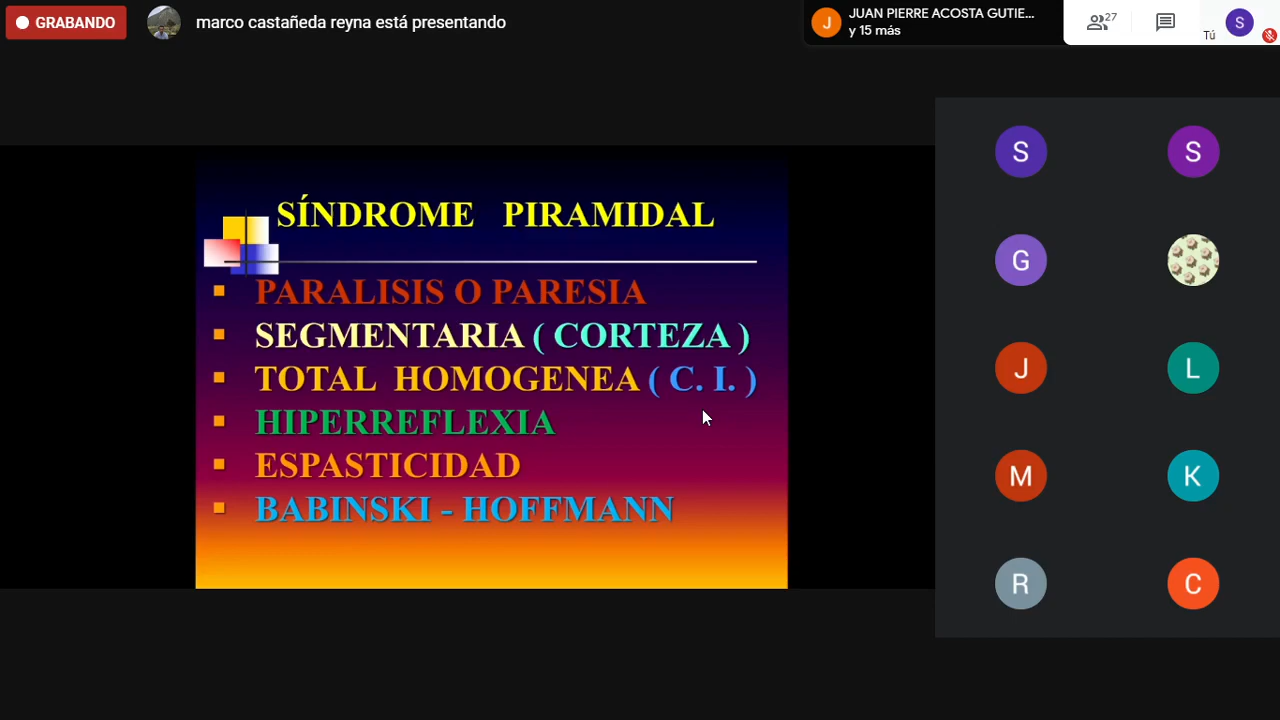 GRABANDO
marco castañeda reyna está presentando
JUAN PIERRE ACOSTA GUTIE...
y 15 más
27
Tú
S
SÍNDROME PIRAMIDAL
PARALISIS O PARESIA
SEGMENTARIA ( CORTEZA )
TOTAL HOMOGENEA ( C. I. )
HIPERREFLEXIA
ESPASTICIDAD
BABINSKI - HOFFMANN
J
S S
G
J L
M K
R C